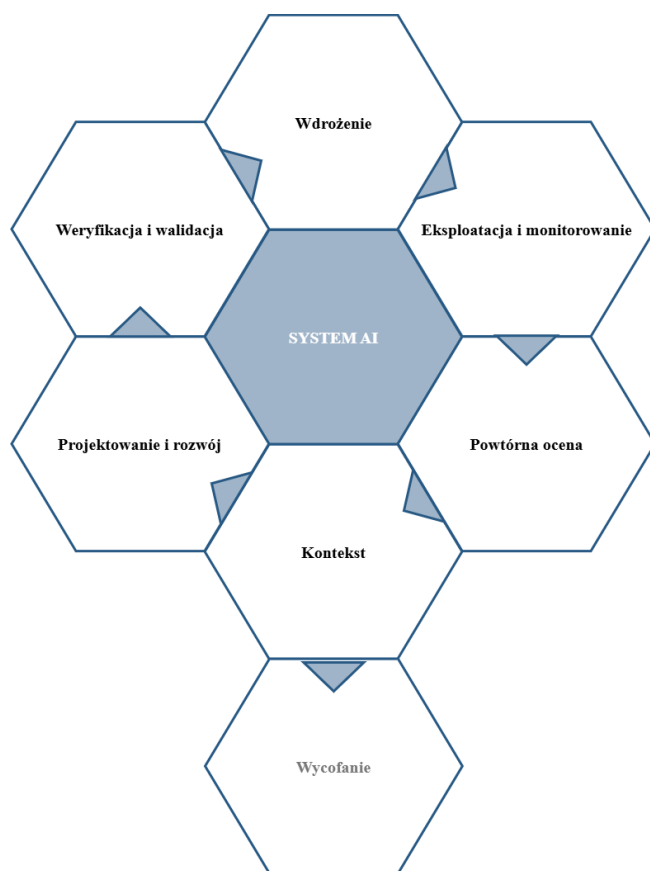 Wdrożenie
Weryfikacja i walidacja
Eksploatacja i monitorowanie
SYSTEM AI
Projektowanie i rozwój
Powtórna ocena
Kontekst
Wycofanie